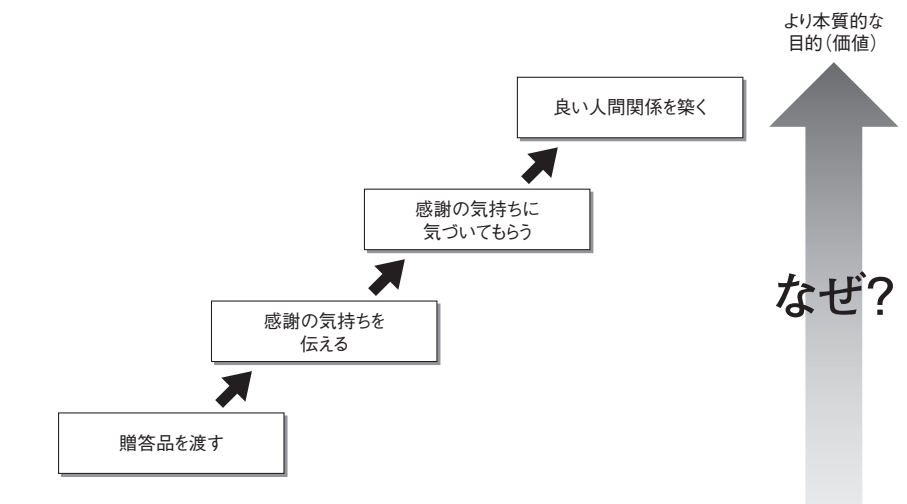 より本質的な
目的（価値）
良い人間関係を築く
感謝の気持ちに
気づいてもらう
なぜ?
感謝の気持ちを
伝える
贈答品を渡す